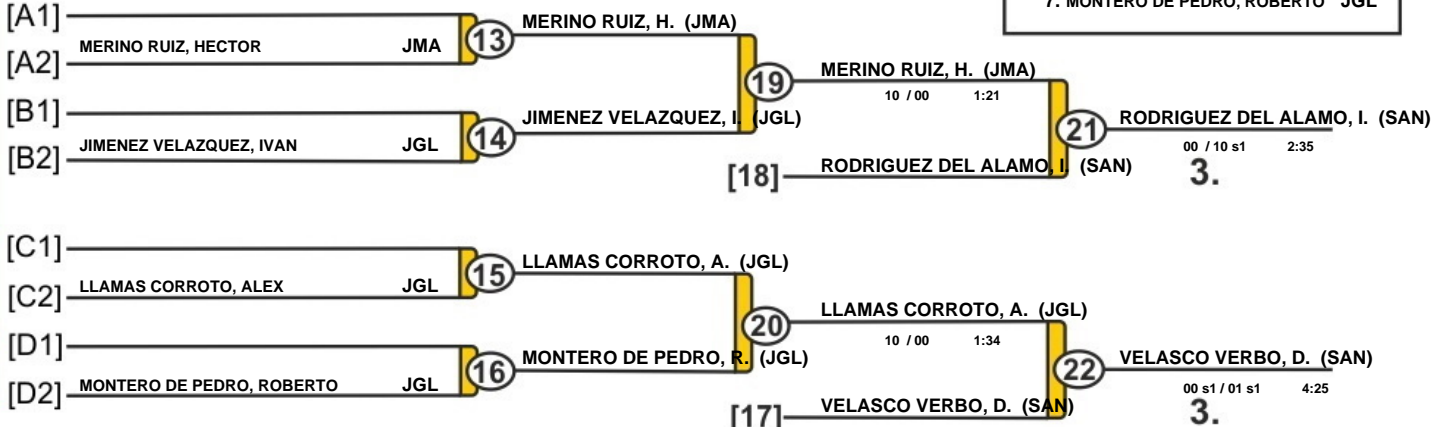 7. MONTERO DE PEDRO, ROBERTO JGL
[A1]
MERINO RUIZ, H. (JMA)
MERINO RUIZ, HECTOR JMA
13
[A2]
19
MERINO RUIZ, H. (JMA)
10 / 00 1:21
[B1]
JIMENEZ VELAZQUEZ, I. (JGL)
JIMENEZ VELAZQUEZ, IVAN JGL
14
[B2]
21
RODRIGUEZ DEL ALAMO, I. (SAN)
00 / 10 s1 2:35
3.
[18] RODRIGUEZ DEL ALAMO, I. (SAN)
[C1]
LLAMAS CORROTO, A. (JGL)
LLAMAS CORROTO, ALEX JGL
15
[C2]
20
LLAMAS CORROTO, A. (JGL)
10 / 00 1:34
[D1]
MONTERO DE PEDRO, R. (JGL)
MONTERO DE PEDRO, ROBERTO JGL
16
[D2]
22
VELASCO VERBO, D. (SAN)
00 s1 / 01 s1 4:25
3.
[17] VELASCO VERBO, D. (SAN)